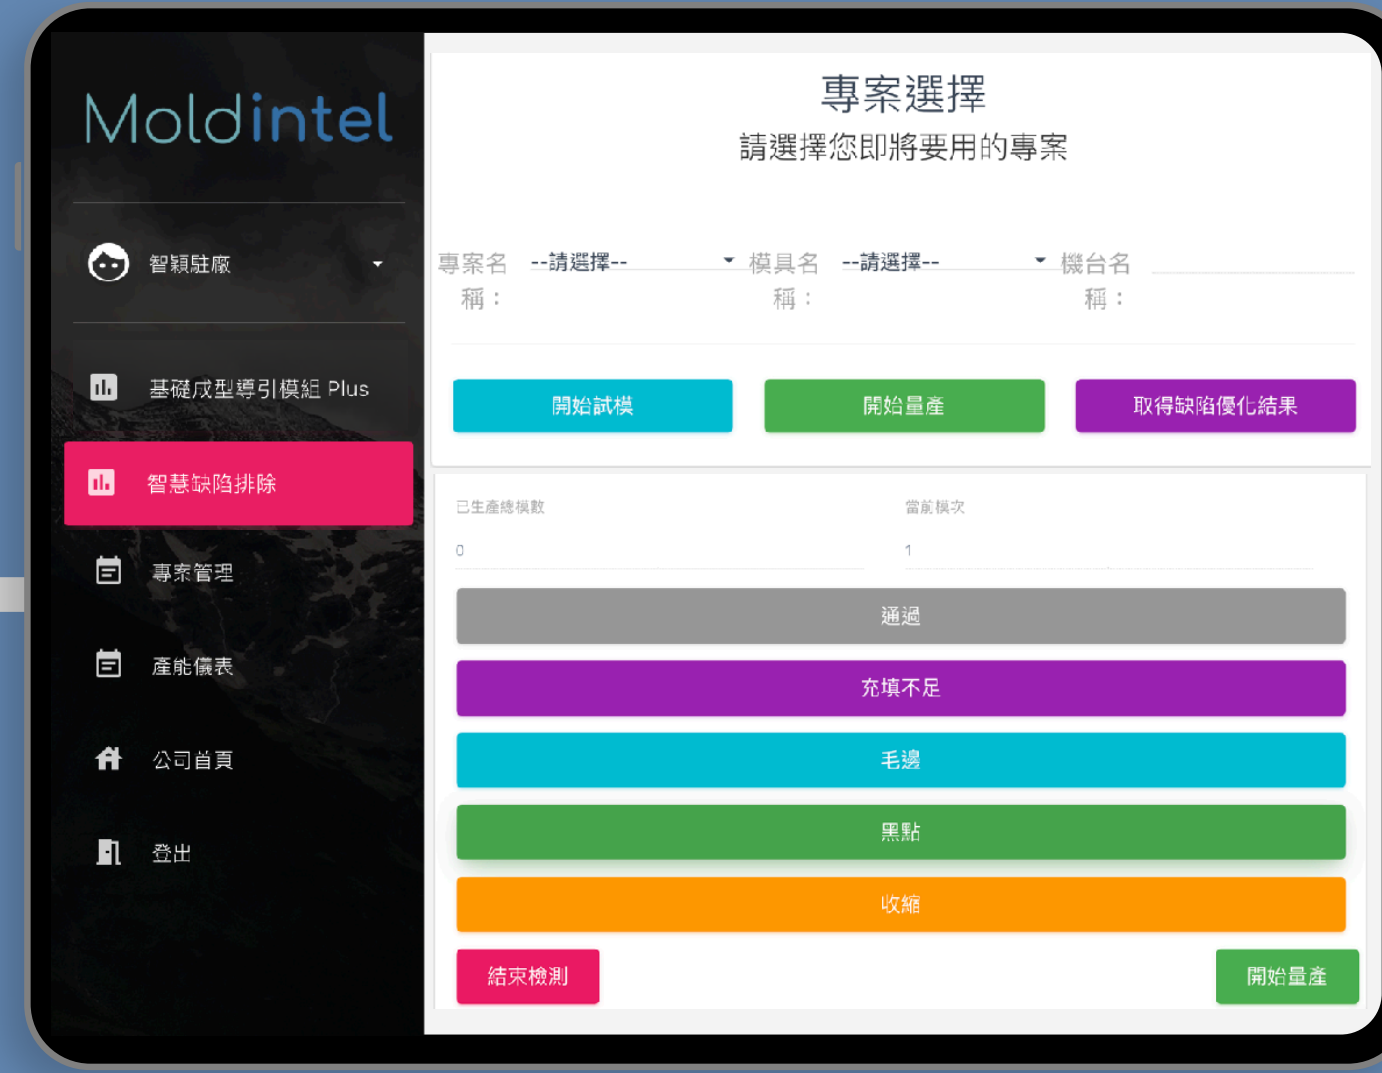 Moldintel
智穎駐廠
基礎成型導引模組 Plus
智慧缺陷排除
專案管理
產能儀表
公司首頁
登出
專案選擇
請選擇您即將要用的專案
專案名稱：
--請選擇--
模具名稱：
--請選擇--
機台名稱：
開始試模
開始量產
取得缺陷優化結果
已生產總模數
當前模次
0
1
通過
充填不足
毛邊
黑點
收縮
結束檢測
開始量產